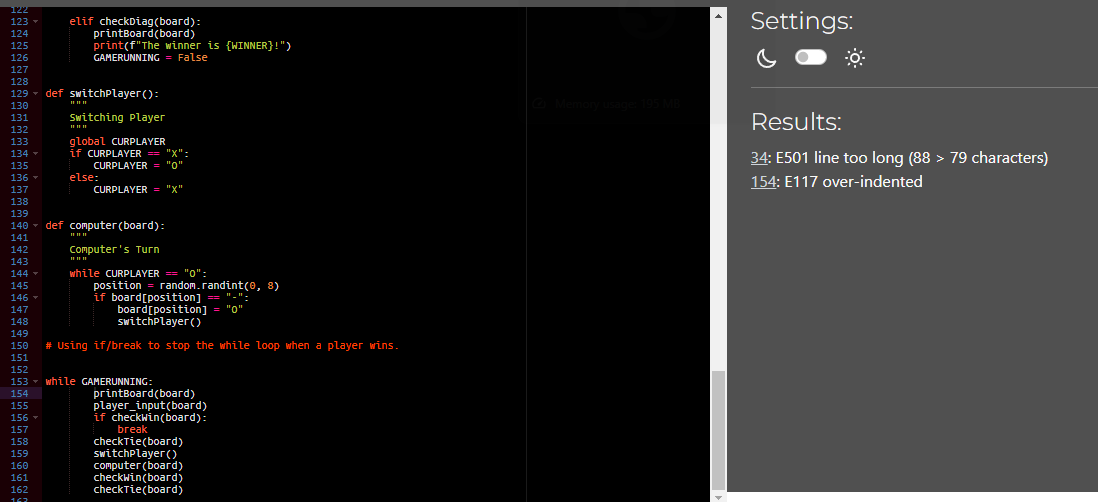 122
123 elif checkDiag(board):
124 printBoard(board)
125 print(f"The winner is {WINNER}!")
126 GAMERUNNING = False
127
128
129 def switchPlayer():
130 """
131 Switching Player
132 """
133 global CURPLAYER
134 if CURPLAYER == "X":
135 CURPLAYER = "O"
136 else:
137 CURPLAYER = "X"
138
139
140 def computer(board):
141 """
142 Computer's Turn
143 """
144 while CURPLAYER == "O":
145 position = random.randint(0, 8)
146 if board[position] == "-":
147 board[position] = "O"
148 switchPlayer()
149
150 # Using if/break to stop the while loop when a player wins.
151
152
153 while GAMERUNNING:
154 printBoard(board)
155 player_input(board)
156 if checkWin(board):
157 break
158 checkTie(board)
159 switchPlayer()
160 computer(board)
161 checkWin(board)
162 checkTie(board)
163
Settings:
Results:
34: E501 line too long (88 > 79 characters)
154: E117 over-indented